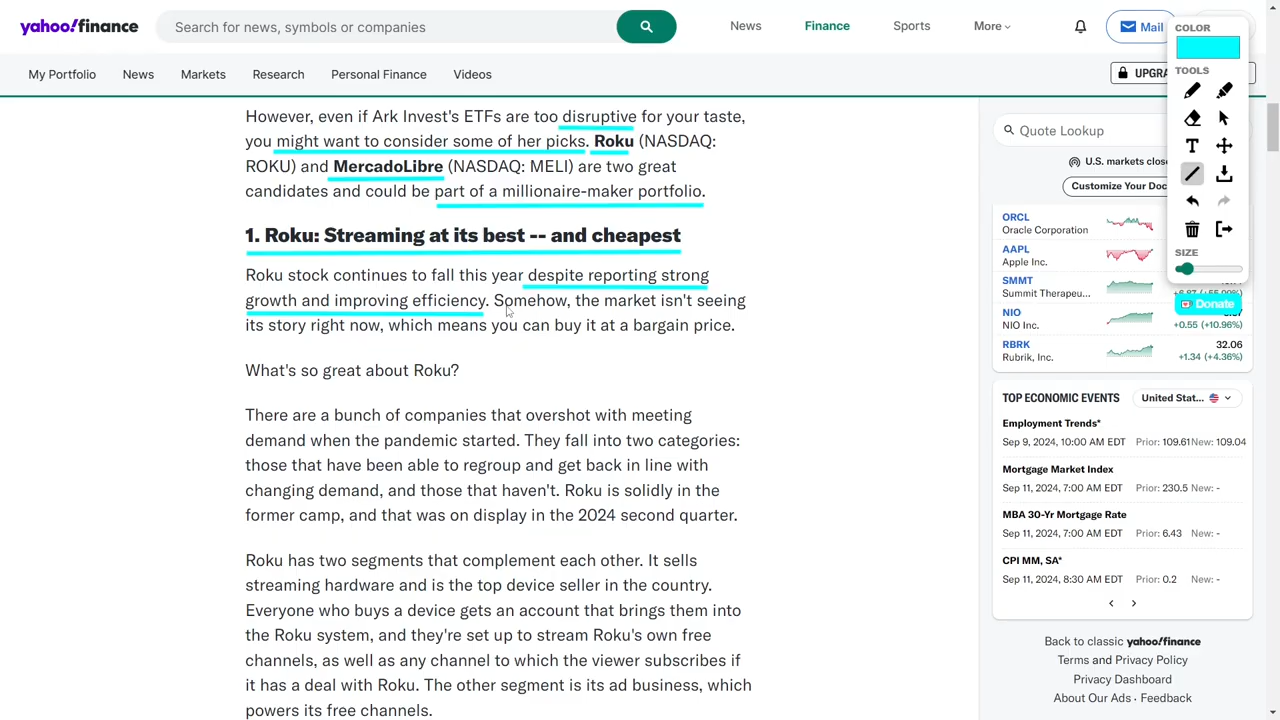 yahoo!finance
Search for news, symbols or companies
News
Finance
Sports
More
Mail
My Portfolio
News
Markets
Research
Personal Finance
Videos
COLOR
TOOLS
SIZE
Donate
However, even if Ark Invest's ETFs are too disruptive for your taste,
you might want to consider some of her picks. Roku (NASDAQ:
ROKU) and MercadoLibre (NASDAQ: MELI) are two great
candidates and could be part of a millionaire-maker portfolio.
1. Roku: Streaming at its best -- and cheapest
Roku stock continues to fall this year despite reporting strong
growth and improving efficiency. Somehow, the market isn't seeing
its story right now, which means you can buy it at a bargain price.
What's so great about Roku?
There are a bunch of companies that overshot with meeting
demand when the pandemic started. They fall into two categories:
those that have been able to regroup and get back in line with
changing demand, and those that haven't. Roku is solidly in the
former camp, and that was on display in the 2024 second quarter.
Roku has two segments that complement each other. It sells
streaming hardware and is the top device seller in the country.
Everyone who buys a device gets an account that brings them into
the Roku system, and they're set up to stream Roku's own free
channels, as well as any channel to which the viewer subscribes if
it has a deal with Roku. The other segment is its ad business, which
powers its free channels.
Quote Lookup
U.S. markets close
Customize Your Doc
ORCL
Oracle Corporation
AAPL
Apple Inc.
SMMT
Summit Therapeu...
NIO
NIO Inc.
+0.55 (+10.96%)
RBRK
32.06
Rubrik, Inc.
+1.34 (+4.36%)
TOP ECONOMIC EVENTS
United Stat...
Employment Trends*
Sep 9, 2024, 10:00 AM EDT Prior: 109.61 New: 109.04
Mortgage Market Index
Sep 11, 2024, 7:00 AM EDT Prior: 230.5 New: -
MBA 30-Yr Mortgage Rate
Sep 11, 2024, 7:00 AM EDT Prior: 6.43 New: -
CPI MM, SA*
Sep 11, 2024, 8:30 AM EDT Prior: 0.2 New: -
Back to classic yahoo!finance
Terms and Privacy Policy
Privacy Dashboard
About Our Ads · Feedback